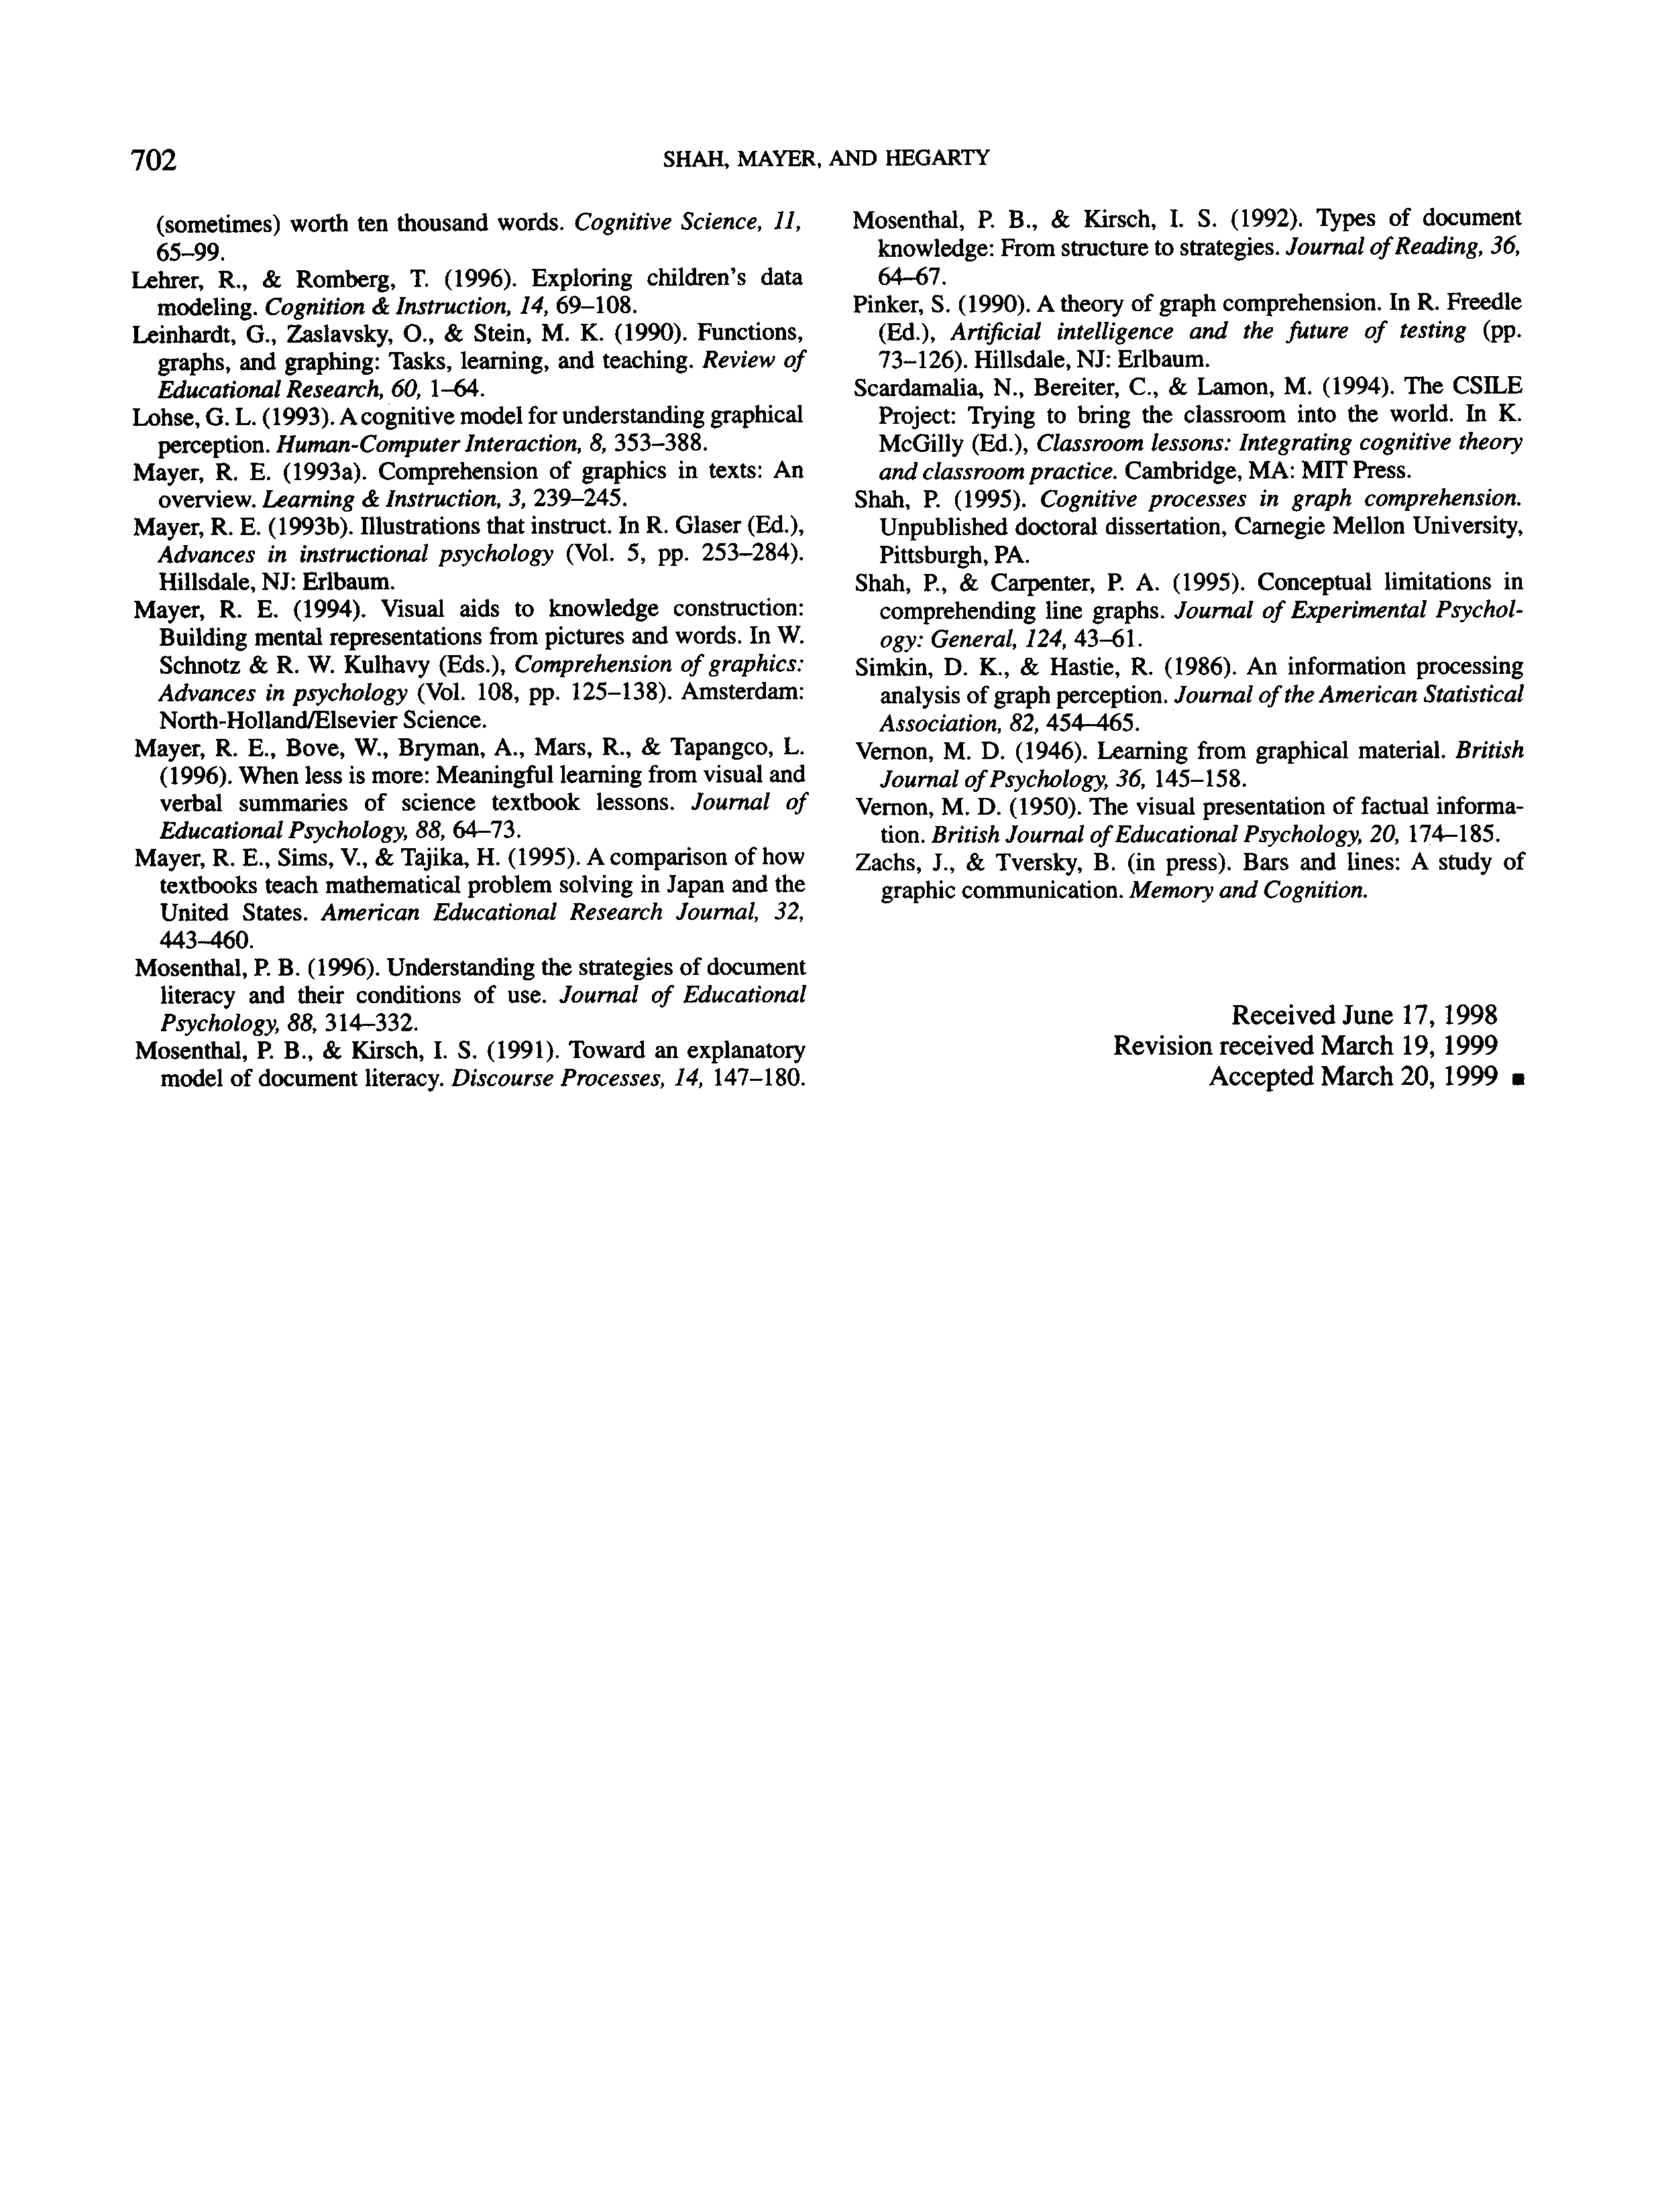 702
SHAH, MAYER, AND HEGARTY
(sometimes) worth ten thousand words. Cognitive Science, 11,
65–99.
Lehrer, R., & Romberg, T. (1996). Exploring children's data
modeling. Cognition & Instruction, 14, 69–108.
Leinhardt, G., Zaslavsky, O., & Stein, M. K. (1990). Functions,
graphs, and graphing: Tasks, learning, and teaching. Review of
Educational Research, 60, 1–64.
Lohse, G. L. (1993). A cognitive model for understanding graphical
perception. Human-Computer Interaction, 8, 353–388.
Mayer, R. E. (1993a). Comprehension of graphics in texts: An
overview. Learning & Instruction, 3, 239–245.
Mayer, R. E. (1993b). Illustrations that instruct. In R. Glaser (Ed.),
Advances in instructional psychology (Vol. 5, pp. 253–284).
Hillsdale, NJ: Erlbaum.
Mayer, R. E. (1994). Visual aids to knowledge construction:
Building mental representations from pictures and words. In W.
Schnotz & R. W. Kulhavy (Eds.), Comprehension of graphics:
Advances in psychology (Vol. 108, pp. 125–138). Amsterdam:
North-Holland/Elsevier Science.
Mayer, R. E., Bove, W., Bryman, A., Mars, R., & Tapangco, L.
(1996). When less is more: Meaningful learning from visual and
verbal summaries of science textbook lessons. Journal of
Educational Psychology, 88, 64–73.
Mayer, R. E., Sims, V., & Tajika, H. (1995). A comparison of how
textbooks teach mathematical problem solving in Japan and the
United States. American Educational Research Journal, 32,
443–460.
Mosenthal, P. B. (1996). Understanding the strategies of document
literacy and their conditions of use. Journal of Educational
Psychology, 88, 314–332.
Mosenthal, P. B., & Kirsch, I. S. (1991). Toward an explanatory
model of document literacy. Discourse Processes, 14, 147–180.
Mosenthal, P. B., & Kirsch, I. S. (1992). Types of document
knowledge: From structure to strategies. Journal of Reading, 36,
64–67.
Pinker, S. (1990). A theory of graph comprehension. In R. Freedle
(Ed.), Artificial intelligence and the future of testing (pp.
73–126). Hillsdale, NJ: Erlbaum.
Scardamalia, N., Bereiter, C., & Lamon, M. (1994). The CSILE
Project: Trying to bring the classroom into the world. In K.
McGilly (Ed.), Classroom lessons: Integrating cognitive theory
and classroom practice. Cambridge, MA: MIT Press.
Shah, P. (1995). Cognitive processes in graph comprehension.
Unpublished doctoral dissertation, Carnegie Mellon University,
Pittsburgh, PA.
Shah, P., & Carpenter, P. A. (1995). Conceptual limitations in
comprehending line graphs. Journal of Experimental Psychol-
ogy: General, 124, 43–61.
Simkin, D. K., & Hastie, R. (1986). An information processing
analysis of graph perception. Journal of the American Statistical
Association, 82, 454–465.
Vernon, M. D. (1946). Learning from graphical material. British
Journal of Psychology, 36, 145–158.
Vernon, M. D. (1950). The visual presentation of factual informa-
tion. British Journal of Educational Psychology, 20, 174–185.
Zachs, J., & Tversky, B. (in press). Bars and lines: A study of
graphic communication. Memory and Cognition.
Received June 17, 1998
Revision received March 19, 1999
Accepted March 20, 1999 ■